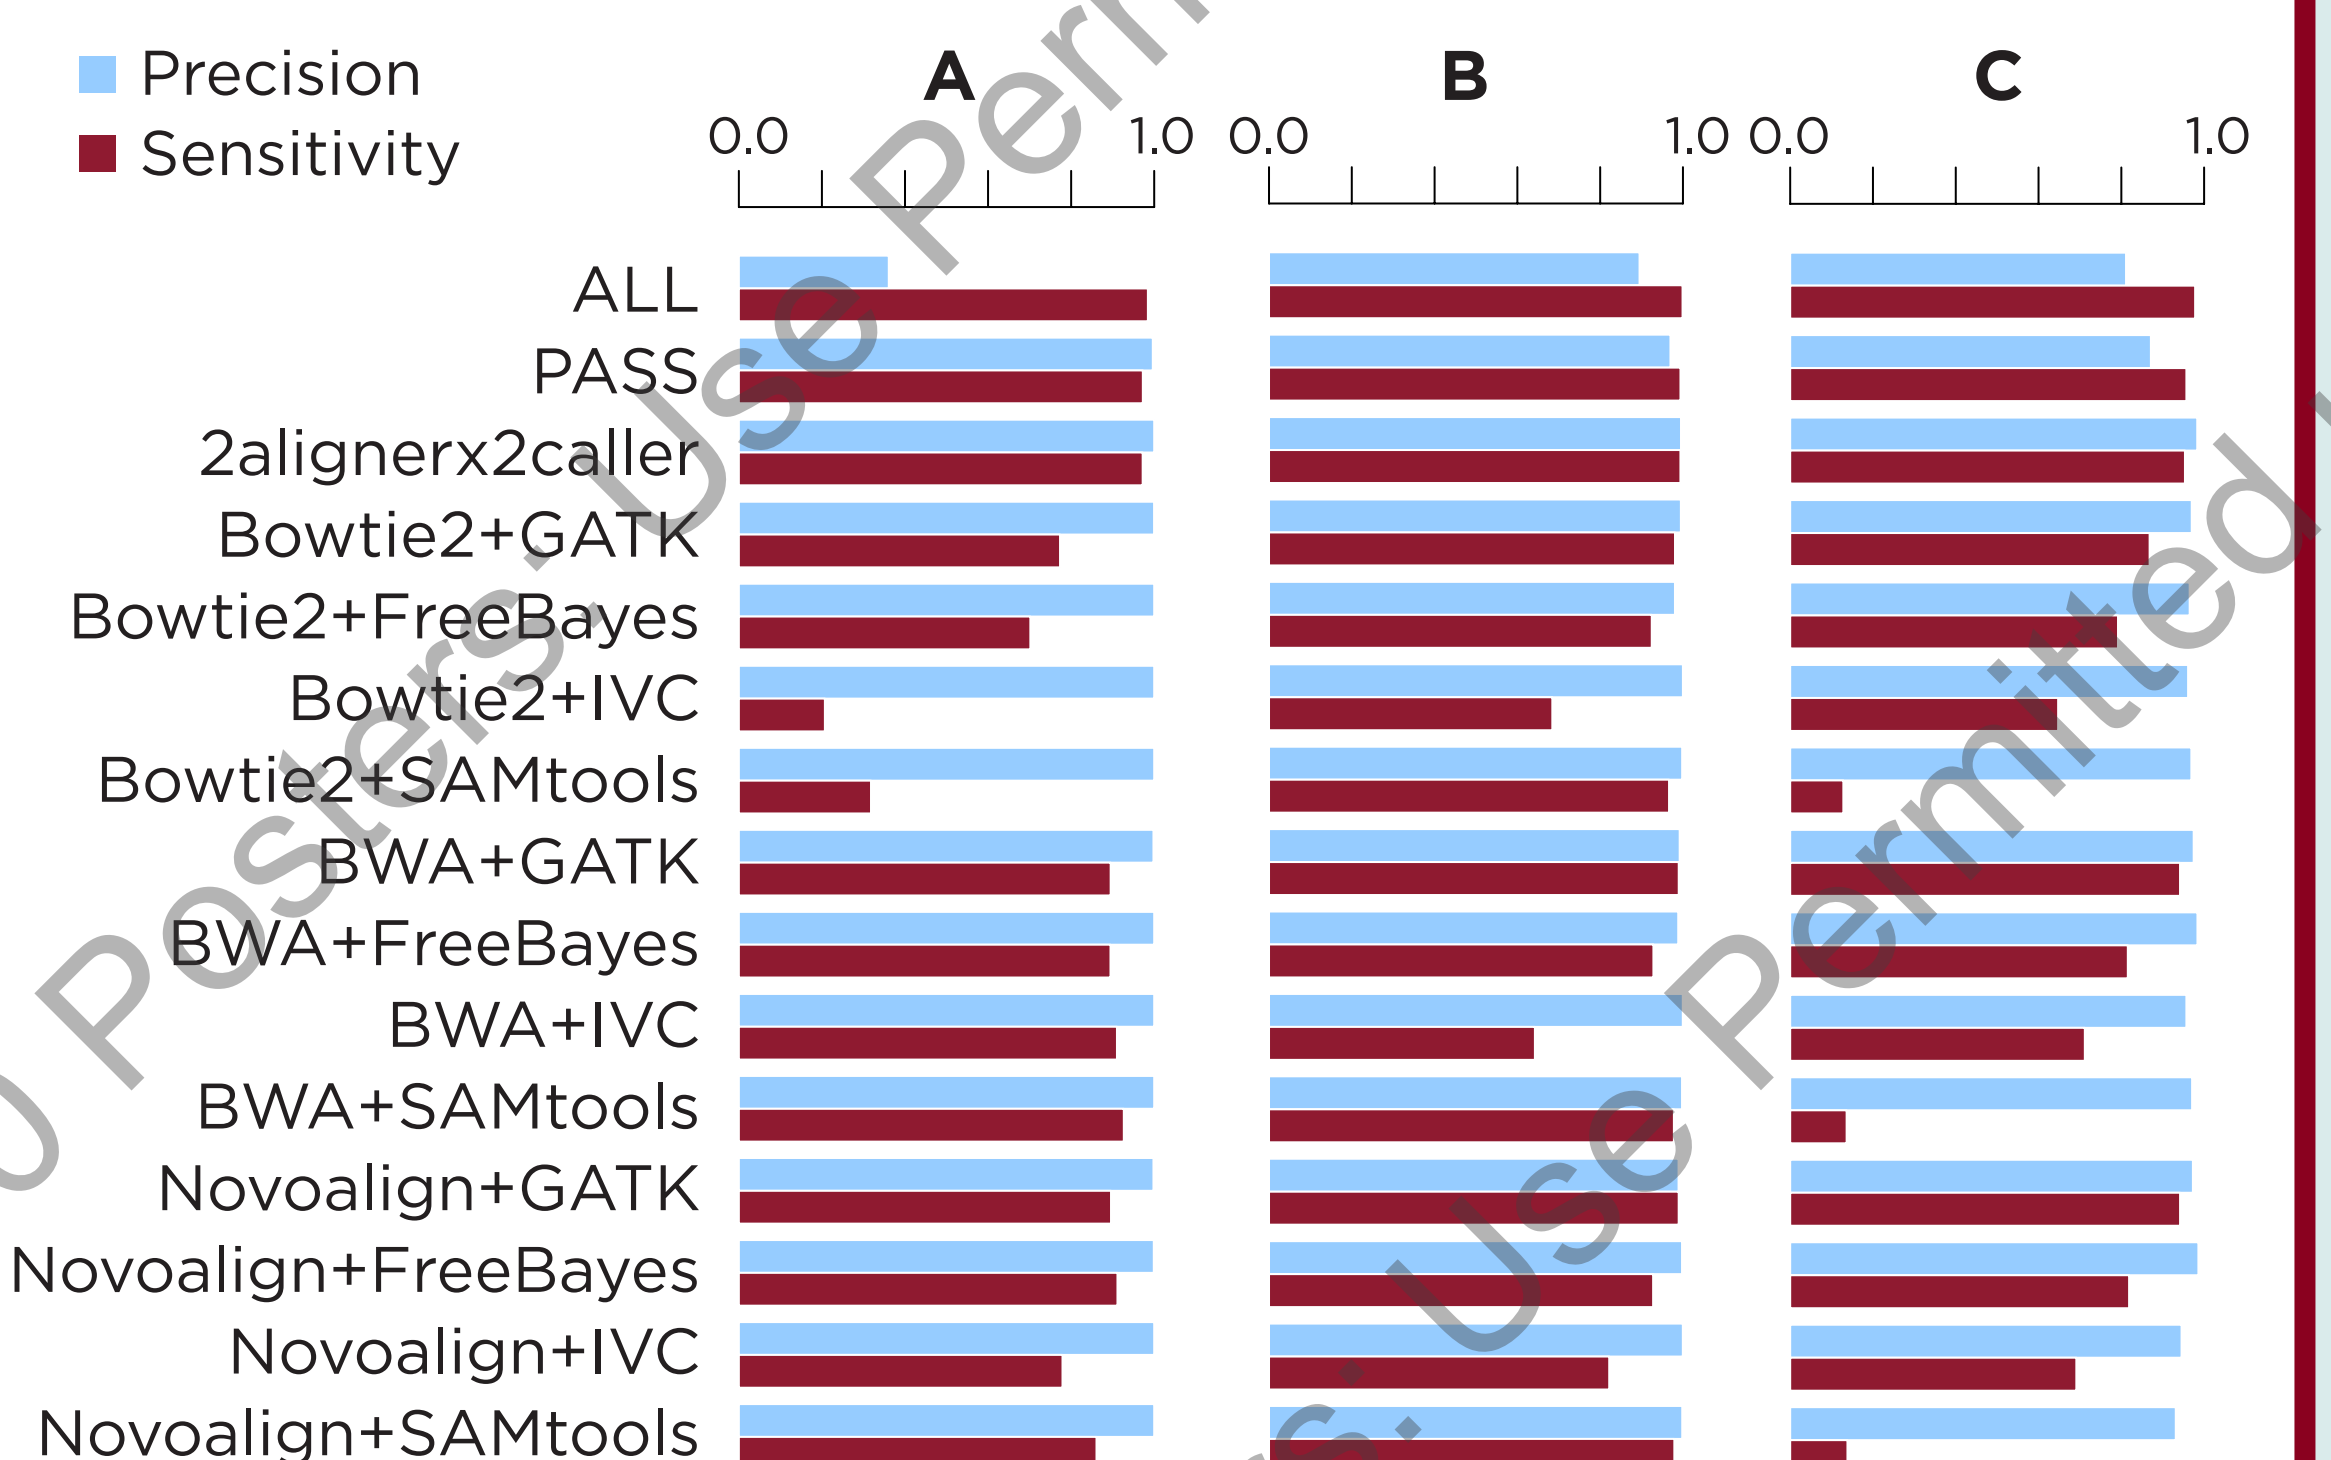 Precision
Sensitivity
A B C
0.0 1.0 0.0 1.0 0.0 1.0
ALL
PASS
2alignerx2caller
Bowtie2+GATK
Bowtie2+FreeBayes
Bowtie2+IVC
Bowtie2+SAMtools
BWA+GATK
BWA+FreeBayes
BWA+IVC
BWA+SAMtools
Novoalign+GATK
Novoalign+FreeBayes
Novoalign+IVC
Novoalign+SAMtools
Posters. Use
Use Permitted